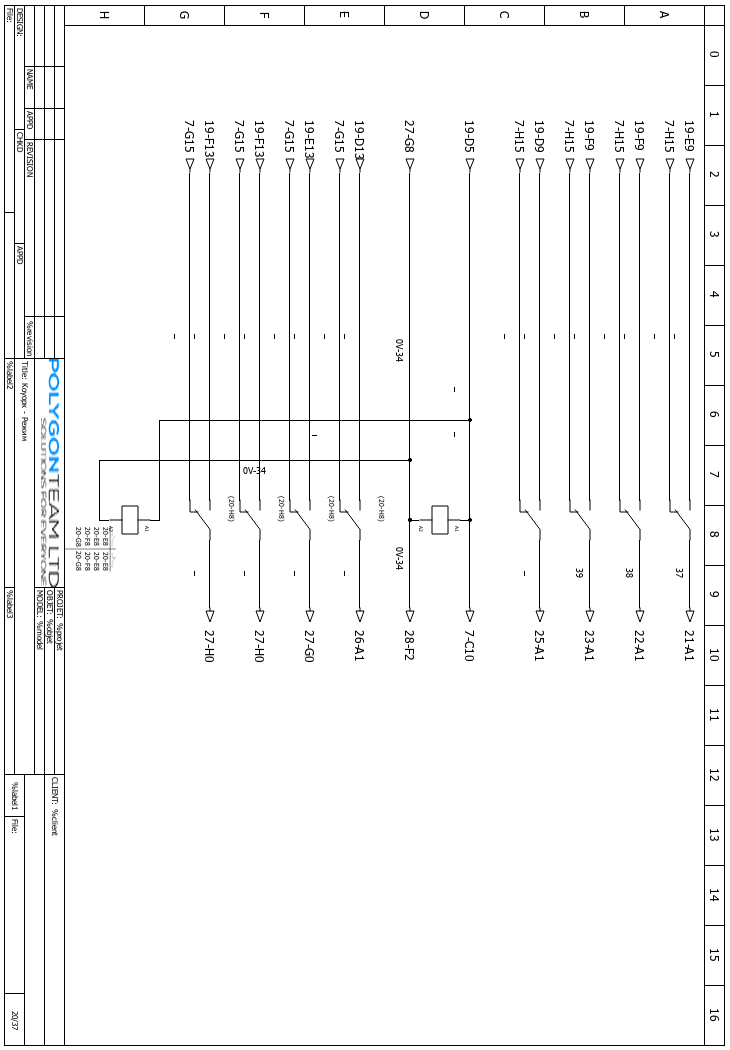 0 1 2 3 4 5 6 7 8 9 10 11 12 13 14 15 16
A
B
C
D
E
F
G
H
19-E9
7-H15
37
21-A1
19-F9
7-H15
38
22-A1
19-F9
7-H15
39
23-A1
19-D9
7-H15
25-A1
19-D5
7-C10
A1
A2
27-G8
0V-34
0V-34
28-F2
(20-H8)
19-D13
7-G15
26-A1
(20-H8)
19-E13
7-G15
27-G0
(20-H8)
19-F13
7-G15
0V-34
27-H0
(20-H8)
19-F13
7-G15
27-H0
A1
A2
20-E8 20-E8
20-E8 20-E8
20-F8 20-F8
20-G8 20-G8
POLYGONTEAM LTD
SOLUTIONS FOR EVERYONE
PROJET: %projet
OBJET: %objet
MODEL: %model
CLIENT: %client
NAME APPD REVISION %revision
Title: Коуорк - Режим
DESIGN: CHKD APPD
File: %label2 %label3
%label1 File:
20/37